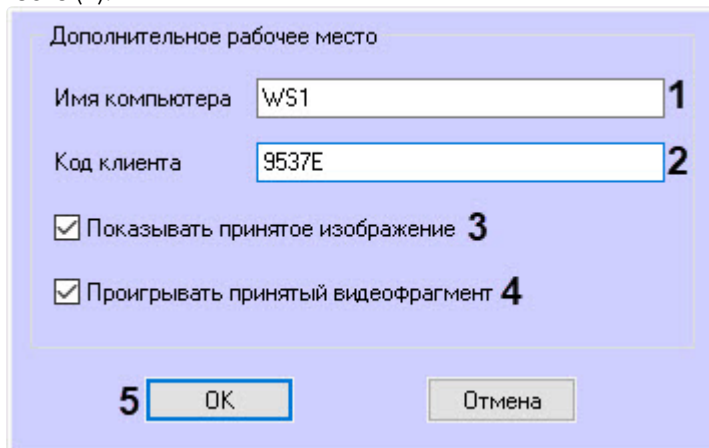 Дополнительное рабочее место
Имя компьютера WS1 1
Код клиента 9537E 2
Показывать принятое изображение 3
Проигрывать принятый видеофрагмент 4
5 OK Отмена